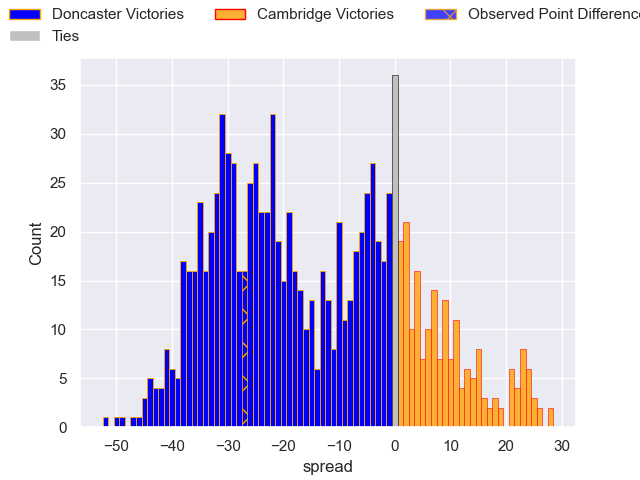 Doncaster Victories
Cambridge Victories
Observed Point Difference
Ties
Count
35
30
25
20
15
10
5
0
−50
−40
−30
−20
−10
0
10
20
30
spread